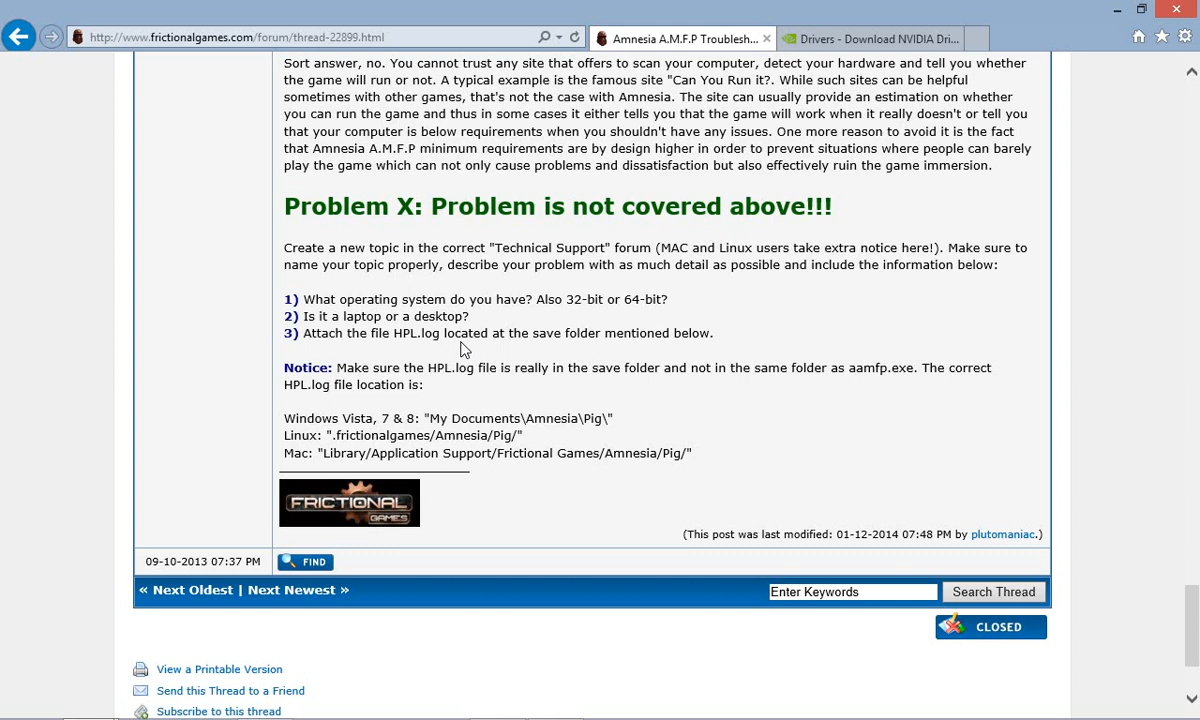 http://www.frictionalgames.com/forum/thread-22899.html
Amnesia A.M.F.P Troublesh...
Drivers - Download NVIDIA Dri...
Sort answer, no. You cannot trust any site that offers to scan your computer, detect your hardware and tell you whether
the game will run or not. A typical example is the famous site "Can You Run it?. While such sites can be helpful
sometimes with other games, that's not the case with Amnesia. The site can usually provide an estimation on whether
you can run the game and thus in some cases it either tells you that the game will work when it really doesn't or tell you
that your computer is below requirements when you shouldn't have any issues. One more reason to avoid it is the fact
that Amnesia A.M.F.P minimum requirements are by design higher in order to prevent situations where people can barely
play the game which can not only cause problems and dissatisfaction but also effectively ruin the game immersion.
Problem X: Problem is not covered above!!!
Create a new topic in the correct "Technical Support" forum (MAC and Linux users take extra notice here!). Make sure to
name your topic properly, describe your problem with as much detail as possible and include the information below:
1) What operating system do you have? Also 32-bit or 64-bit?
2) Is it a laptop or a desktop?
3) Attach the file HPL.log located at the save folder mentioned below.
Notice: Make sure the HPL.log file is really in the save folder and not in the same folder as aamfp.exe. The correct
HPL.log file location is:
Windows Vista, 7 & 8: "My Documents\Amnesia\Pig\"
Linux: ".frictionalgames/Amnesia/Pig/"
Mac: "Library/Application Support/Frictional Games/Amnesia/Pig/"
FRICTIONAL
GAMES
(This post was last modified: 01-12-2014 07:48 PM by plutomaniac.)
09-10-2013 07:37 PM
FIND
« Next Oldest | Next Newest »
Enter Keywords
Search Thread
CLOSED
View a Printable Version
Send this Thread to a Friend
Subscribe to this thread